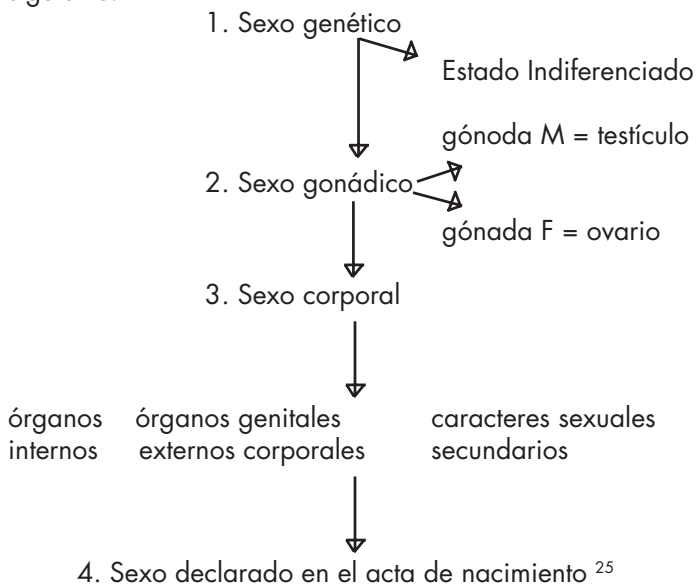 1. Sexo genético
Estado Indiferenciado
gónoda M = testículo
2. Sexo gonádico
gónada F = ovario
3. Sexo corporal
órganos órganos genitales caracteres sexuales
internos externos corporales secundarios
4. Sexo declarado en el acta de nacimiento 25